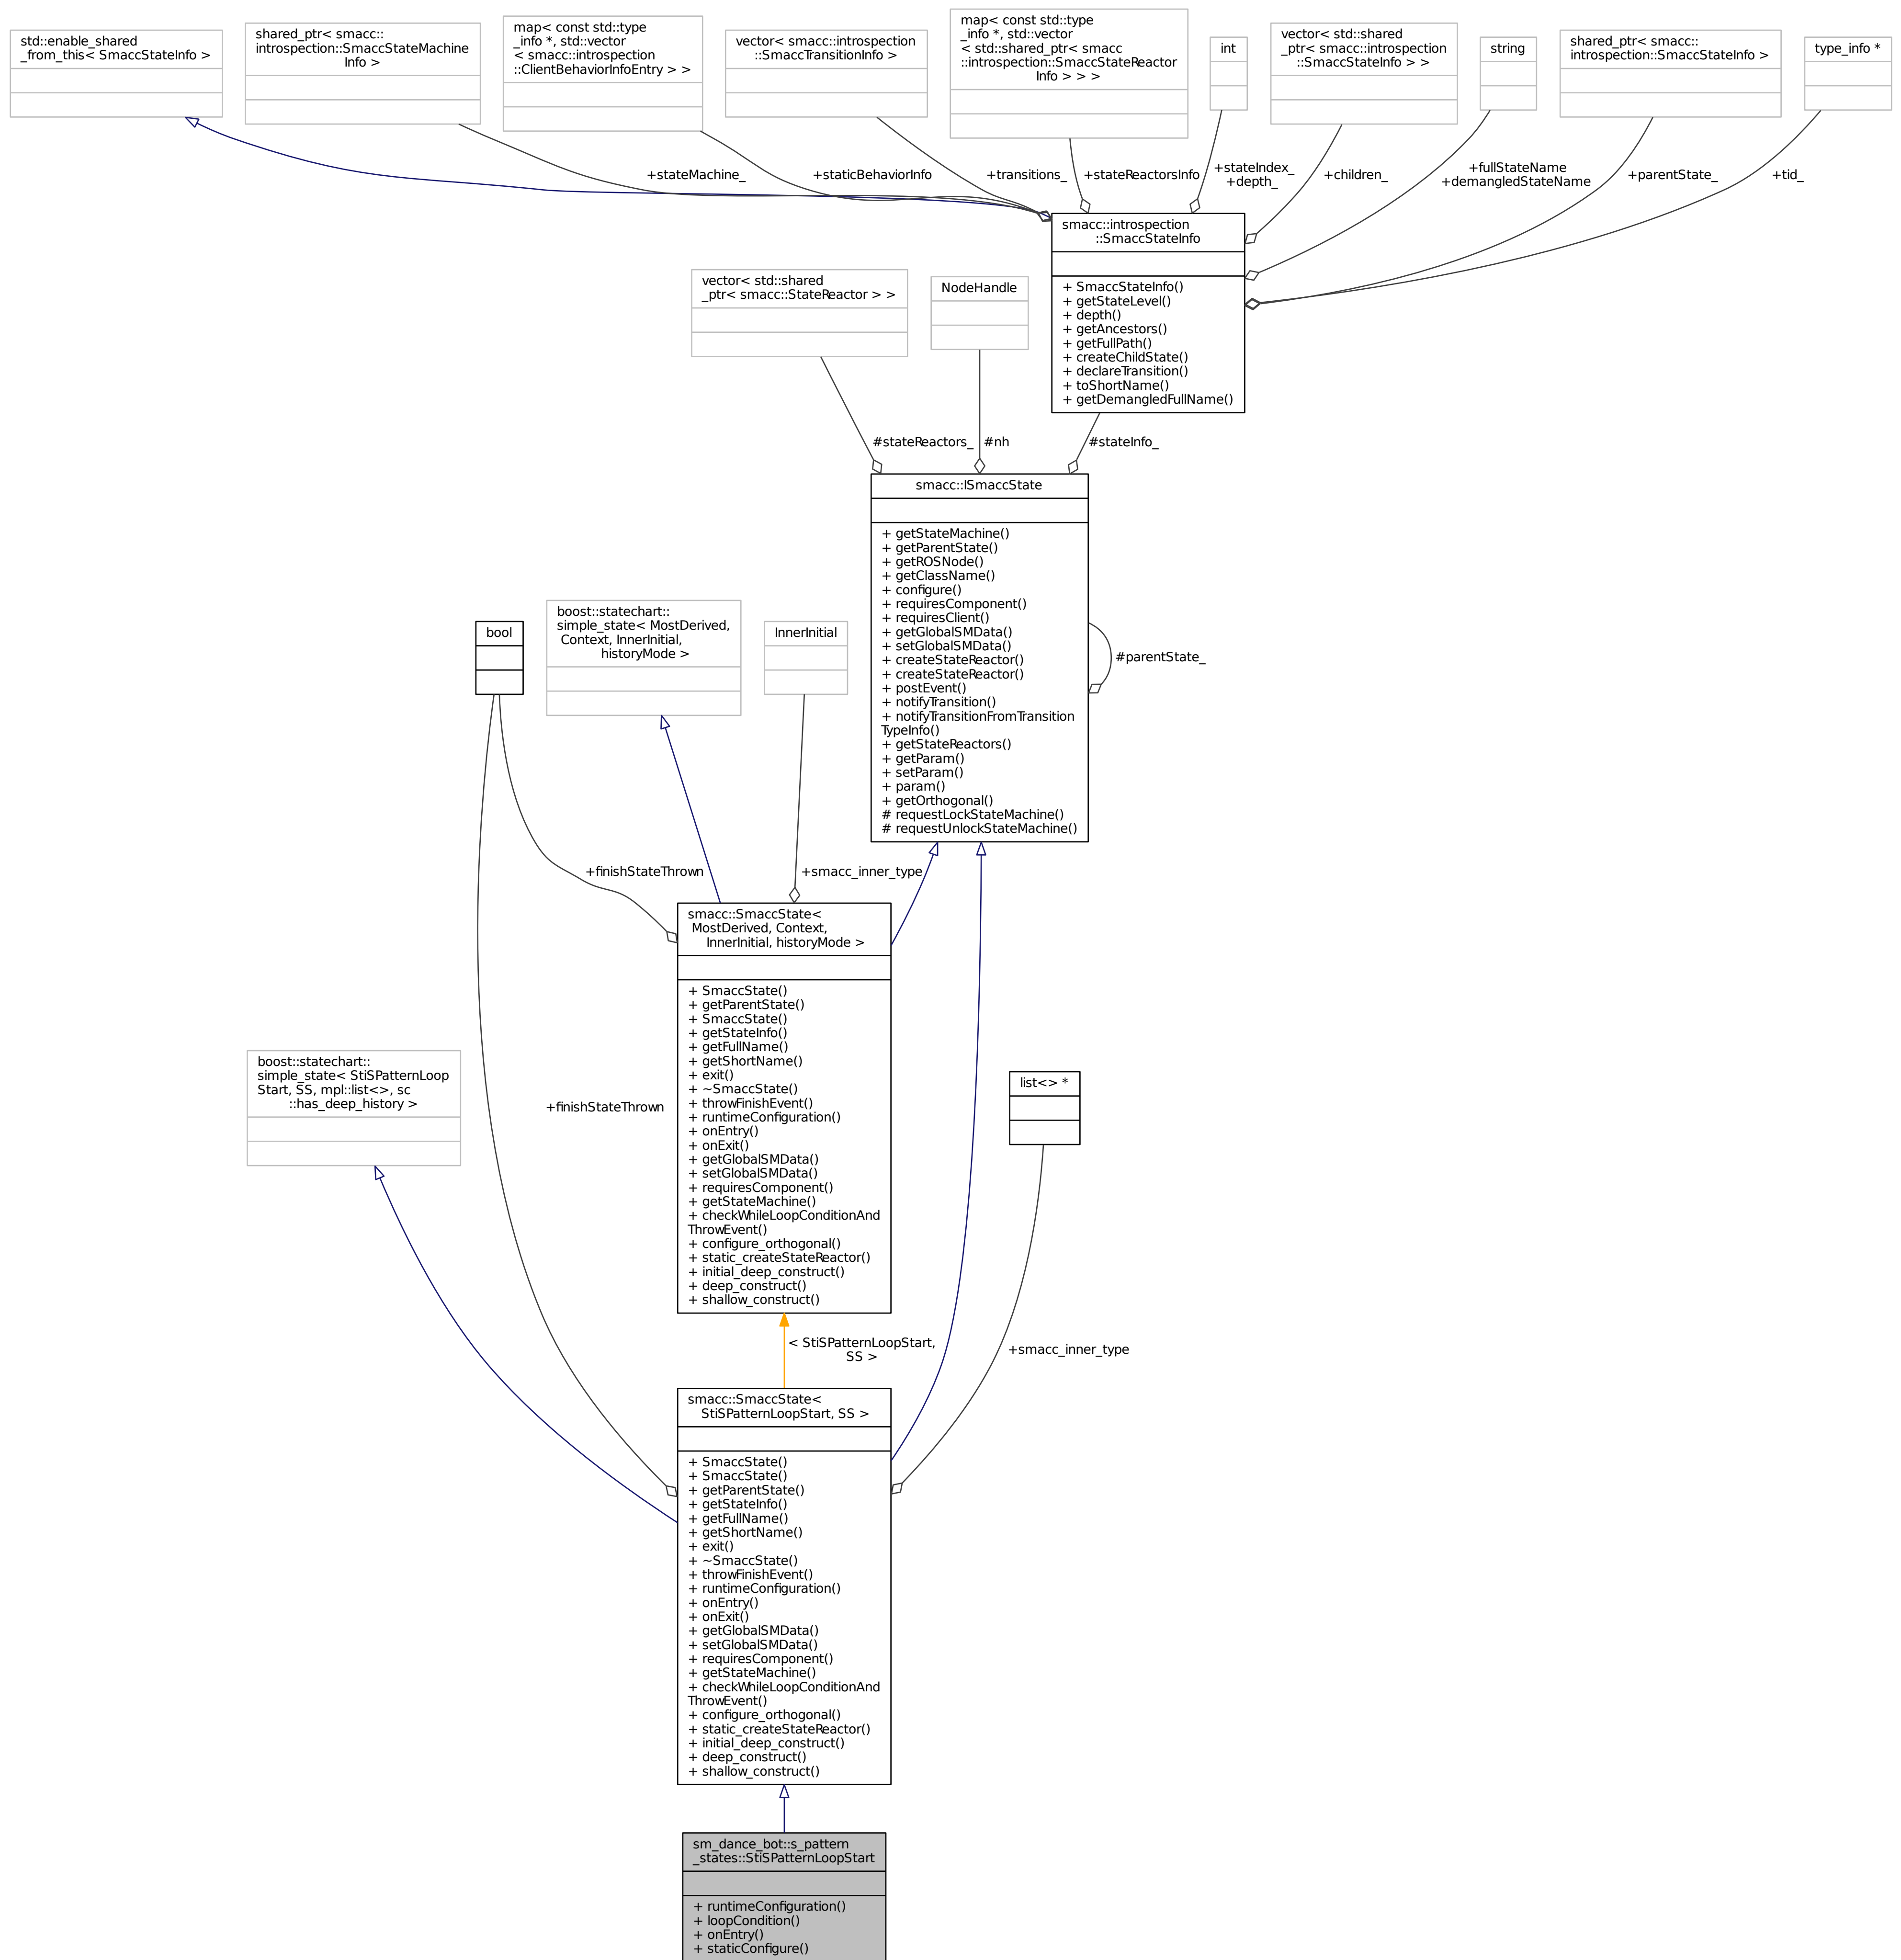 std::enable_shared
_from_this< SmaccStateInfo >
shared_ptr< smacc::
introspection::SmaccStateMachine
Info >
map< const std::type
_info *, std::vector
< smacc::introspection
::ClientBehaviorInfoEntry > >
vector< smacc::introspection
::SmaccTransitionInfo >
map< const std::type
_info *, std::vector
< std::shared_ptr< smacc
::introspection::SmaccStateReactor
Info > > >
int
vector< std::shared
_ptr< smacc::introspection
::SmaccStateInfo > >
string
shared_ptr< smacc::
introspection::SmaccStateInfo >
type_info *
+stateMachine_
+staticBehaviorInfo
+transitions_
+stateReactorsInfo
+stateIndex_
+depth_
+children_
+fullStateName
+demangledStateName
+parentState_
+tid_
smacc::introspection
::SmaccStateInfo
+ SmaccStateInfo()
+ getStateLevel()
+ depth()
+ getAncestors()
+ getFullPath()
+ createChildState()
+ declareTransition()
+ toShortName()
+ getDemangledFullName()
vector< std::shared
_ptr< smacc::StateReactor > >
NodeHandle
#stateReactors_
#nh
#stateInfo_
smacc::ISmaccState
+ getStateMachine()
+ getParentState()
+ getROSNode()
+ getClassName()
+ configure()
+ requiresComponent()
+ requiresClient()
+ getGlobalSMData()
+ setGlobalSMData()
+ createStateReactor()
+ createStateReactor()
+ postEvent()
+ notifyTransition()
+ notifyTransitionFromTransition
TypeInfo()
+ getStateReactors()
+ getParam()
+ setParam()
+ param()
+ getOrthogonal()
# requestLockStateMachine()
# requestUnlockStateMachine()
#parentState_
bool
boost::statechart::
simple_state< MostDerived,
Context, InnerInitial,
historyMode >
InnerInitial
+finishStateThrown
+smacc_inner_type
smacc::SmaccState<
MostDerived, Context,
InnerInitial, historyMode >
+ SmaccState()
+ getParentState()
+ SmaccState()
+ getStateInfo()
+ getFullName()
+ getShortName()
+ exit()
+ ~SmaccState()
+ throwFinishEvent()
+ runtimeConfiguration()
+ onEntry()
+ onExit()
+ getGlobalSMData()
+ setGlobalSMData()
+ requiresComponent()
+ getStateMachine()
+ checkWhileLoopConditionAnd
ThrowEvent()
+ configure_orthogonal()
+ static_createStateReactor()
+ initial_deep_construct()
+ deep_construct()
+ shallow_construct()
boost::statechart::
simple_state< StiSPatternLoop
Start, SS, mpl::list<>, sc
::has_deep_history >
+finishStateThrown
list<> *
< StiSPatternLoopStart,
SS >
+smacc_inner_type
smacc::SmaccState<
StiSPatternLoopStart, SS >
+ SmaccState()
+ SmaccState()
+ getParentState()
+ getStateInfo()
+ getFullName()
+ getShortName()
+ exit()
+ ~SmaccState()
+ throwFinishEvent()
+ runtimeConfiguration()
+ onEntry()
+ onExit()
+ getGlobalSMData()
+ setGlobalSMData()
+ requiresComponent()
+ getStateMachine()
+ checkWhileLoopConditionAnd
ThrowEvent()
+ configure_orthogonal()
+ static_createStateReactor()
+ initial_deep_construct()
+ deep_construct()
+ shallow_construct()
sm_dance_bot::s_pattern
_states::StiSPatternLoopStart
+ runtimeConfiguration()
+ loopCondition()
+ onEntry()
+ staticConfigure()